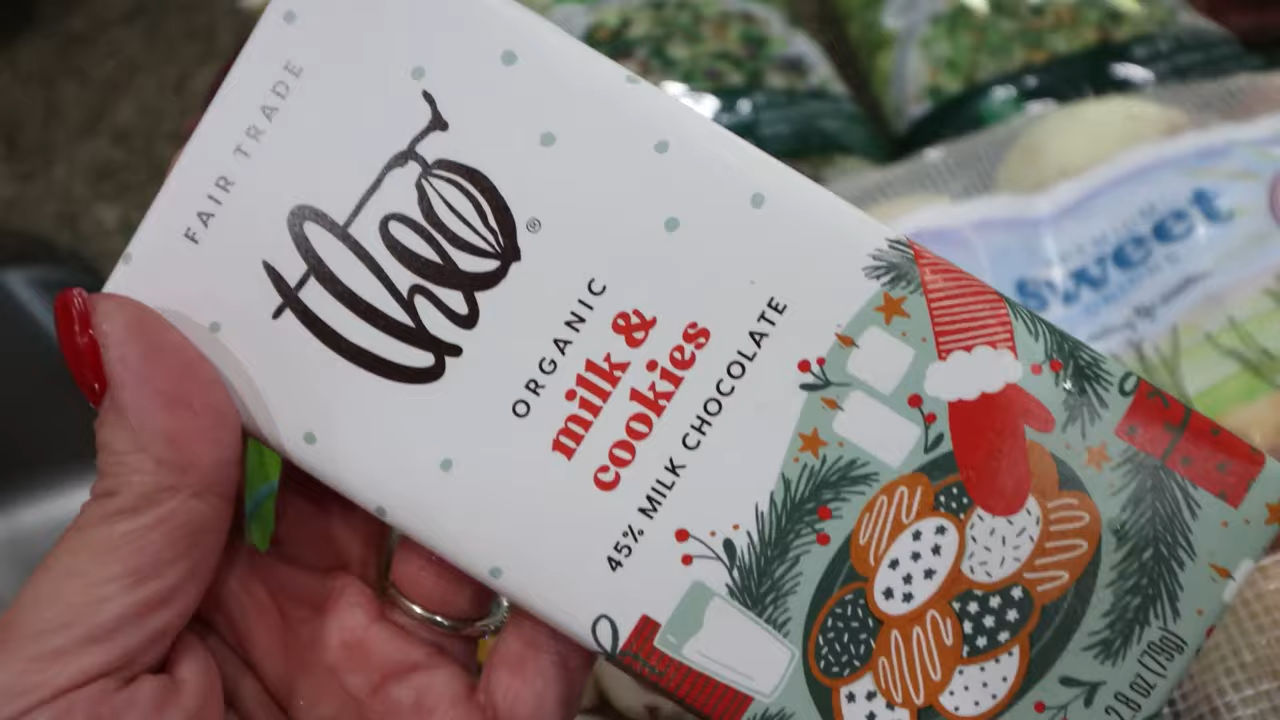 FAIR TRADE
theo®
ORGANIC
milk &
cookies
45% MILK CHOCOLATE
2.8 oz (79g)
Sweet